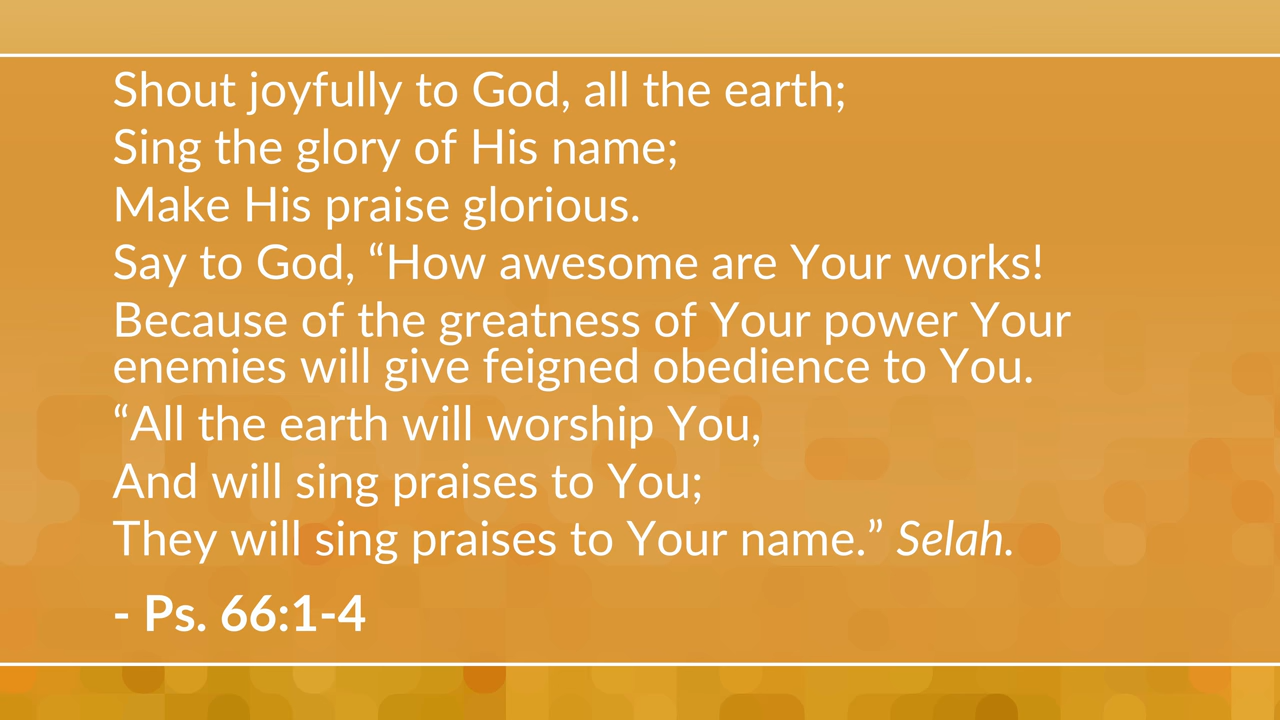 Shout joyfully to God, all the earth;
Sing the glory of His name;
Make His praise glorious.
Say to God, “How awesome are Your works!
Because of the greatness of Your power Your
enemies will give feigned obedience to You.
“All the earth will worship You,
And will sing praises to You;
They will sing praises to Your name.” Selah.
- Ps. 66:1-4